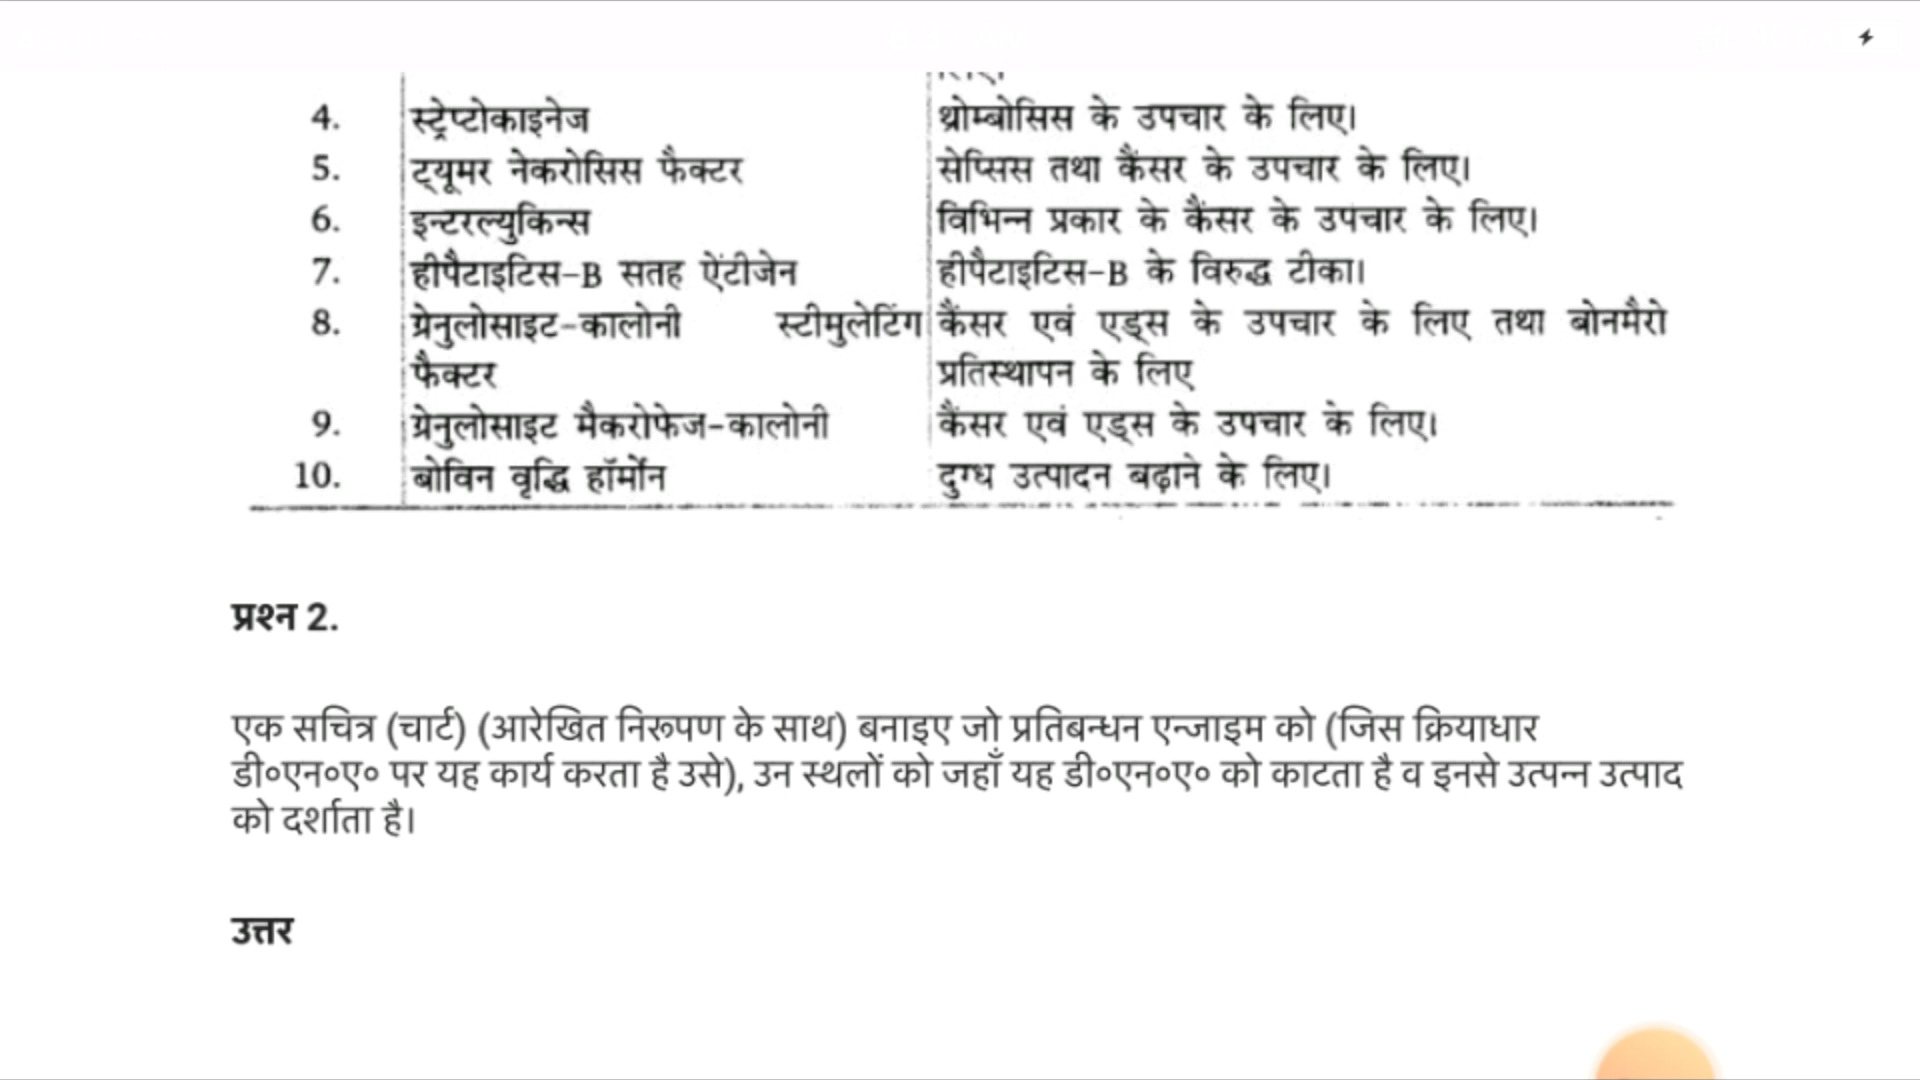 4. स्ट्रेप्टोकाइनेज थ्रोम्बोसिस के उपचार के लिए।
5. ट्यूमर नेकरोसिस फैक्टर सेप्सिस तथा कैंसर के उपचार के लिए।
6. इन्टरल्युकिन्स विभिन्न प्रकार के कैंसर के उपचार के लिए।
7. हीपैटाइटिस-B सतह ऐंटीजेन हीपैटाइटिस-B के विरुद्ध टीका।
8. ग्रेनुलोसाइट-कालोनी स्टीमुलेटिंग कैंसर एवं एड्स के उपचार के लिए तथा बोनमैरो
फैक्टर प्रतिस्थापन के लिए
9. ग्रेनुलोसाइट मैकरोफेज-कालोनी कैंसर एवं एड्स के उपचार के लिए।
10. बोविन वृद्धि हॉर्मोन दुग्ध उत्पादन बढ़ाने के लिए।
प्रश्न 2.
एक सचित्र (चार्ट) (आरेखित निरूपण के साथ) बनाइए जो प्रतिबन्धन एन्जाइम को (जिस क्रियाधार
डी०एन०ए० पर यह कार्य करता है उसे), उन स्थलों को जहाँ यह डी०एन०ए० को काटता है व इनसे उत्पन्न उत्पाद
को दर्शाता है।
उत्तर